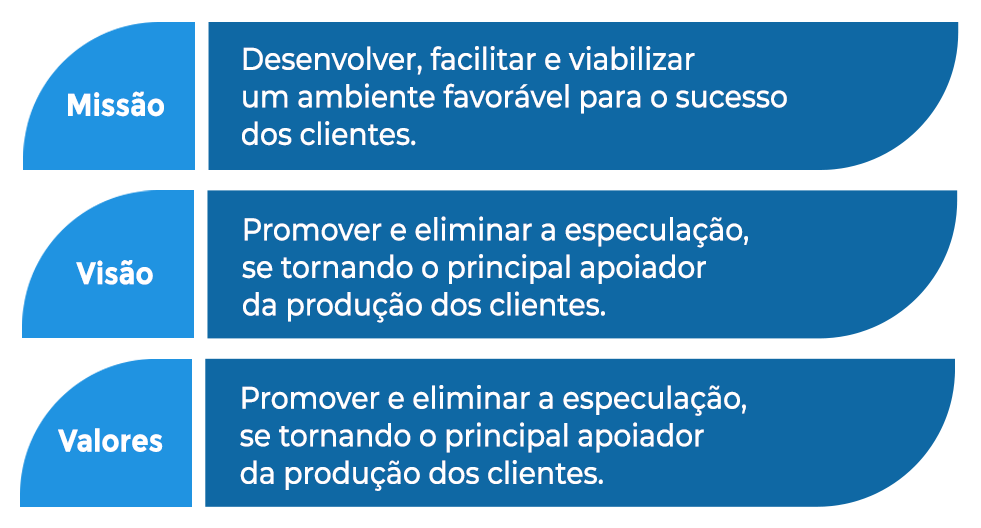 Missão
Desenvolver, facilitar e viabilizar
um ambiente favorável para o sucesso
dos clientes.
Visão
Promover e eliminar a especulação,
se tornando o principal apoiador
da produção dos clientes.
Valores
Promover e eliminar a especulação,
se tornando o principal apoiador
da produção dos clientes.